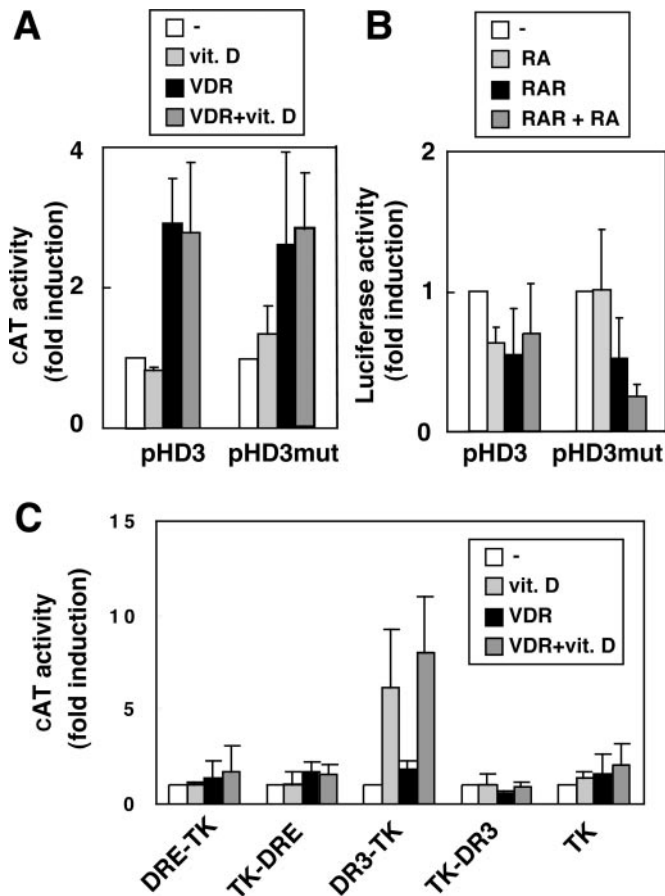 A
-
vit. D
VDR
VDR+vit. D
4
2
0
cAT activity
(fold induction)
pHD3
pHD3mut
B
-
RA
RAR
RAR + RA
2
1
0
Luciferase activity
(fold induction)
pHD3
pHD3mut
C
15
10
5
0
cAT activity
(fold induction)
-
vit. D
VDR
VDR+vit. D
DRE-TK
TK-DRE
DR3-TK
TK-DR3
TK